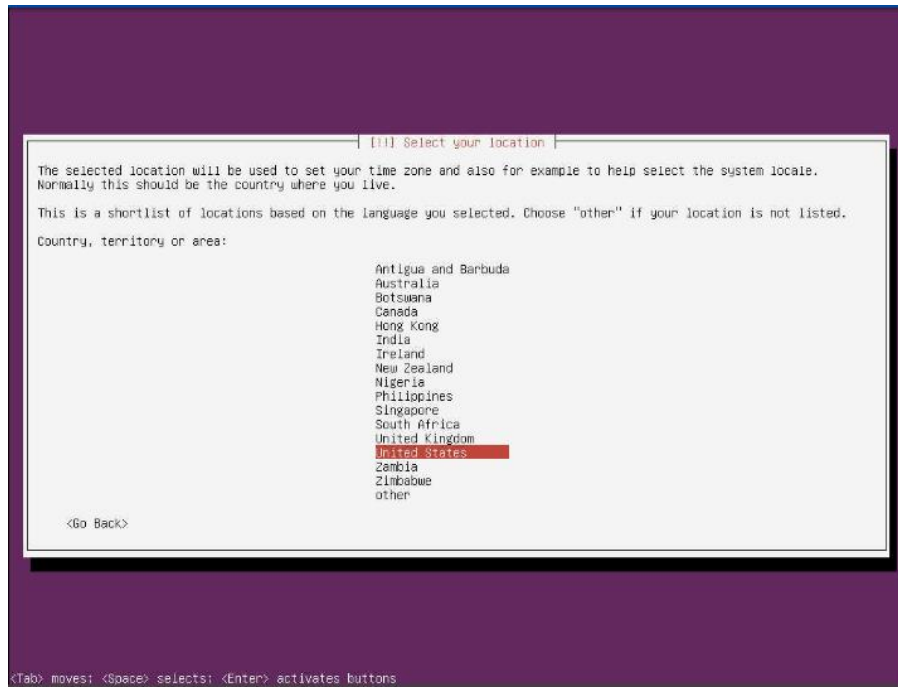 [!!] Select your location
The selected location will be used to set your time zone and also for example to help select the system locale.
Normally this should be the country where you live.
This is a shortlist of locations based on the language you selected. Choose "other" if your location is not listed.
Country, territory or area:
Antigua and Barbuda
Australia
Botswana
Canada
Hong Kong
India
Ireland
New Zealand
Nigeria
Philippines
Singapore
South Africa
United Kingdom
United States
Zambia
Zimbabwe
other
<Go Back>
<Tab> moves; <Space> selects; <Enter> activates buttons